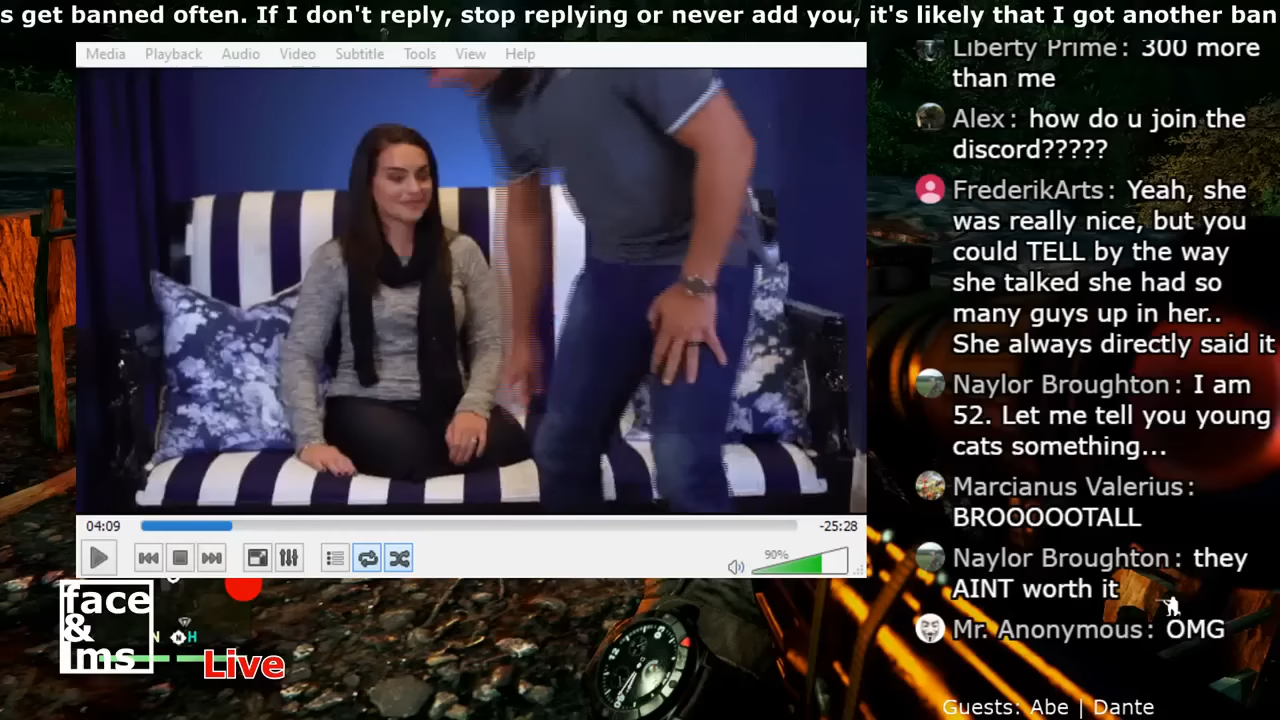 s get banned often. If I don't reply, stop replying or never add you, it's likely that I got another ban
Media Playback Audio Video Subtitle Tools View Help
04:09
-25:28
90%
face
&
lms
N
H
Live
Liberty Prime: 300 more
than me
Alex: how do u join the
discord?????
FrederikArts: Yeah, she
was really nice, but you
could TELL by the way
she talked she had so
many guys up in her..
She always directly said it
Naylor Broughton: I am
52. Let me tell you young
cats something...
Marcianus Valerius:
BROOOOOTALL
Naylor Broughton: they
AINT worth it
Mr. Anonymous: OMG
Guests: Abe | Dante